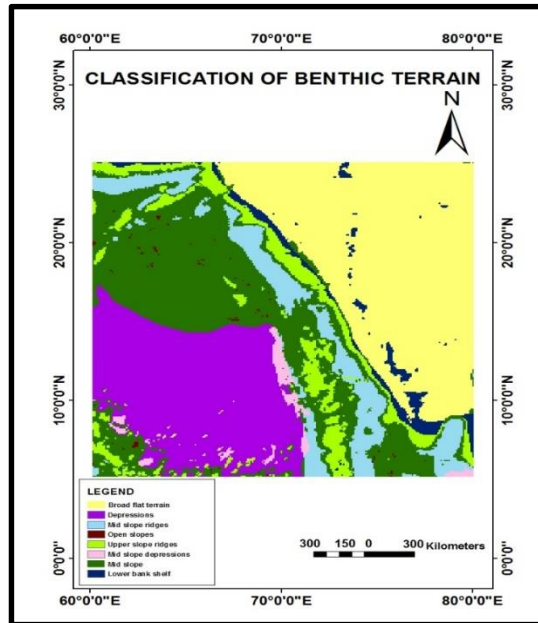 60°0'0"E 70°0'0"E 80°0'0"E
CLASSIFICATION OF BENTHIC TERRAIN
N
30°0'0"N 30°0'0"N
20°0'0"N 20°0'0"N
10°0'0"N 10°0'0"N
0°0'0"N 0°0'0"N
LEGEND
Broad flat terrain
Depressions
Mid slope ridges
Open slopes
Upper slope ridges
Mid slope depressions
Mid slope
Lower bank shelf
300 150 0 300 Kilometers
60°0'0"E 70°0'0"E 80°0'0"E